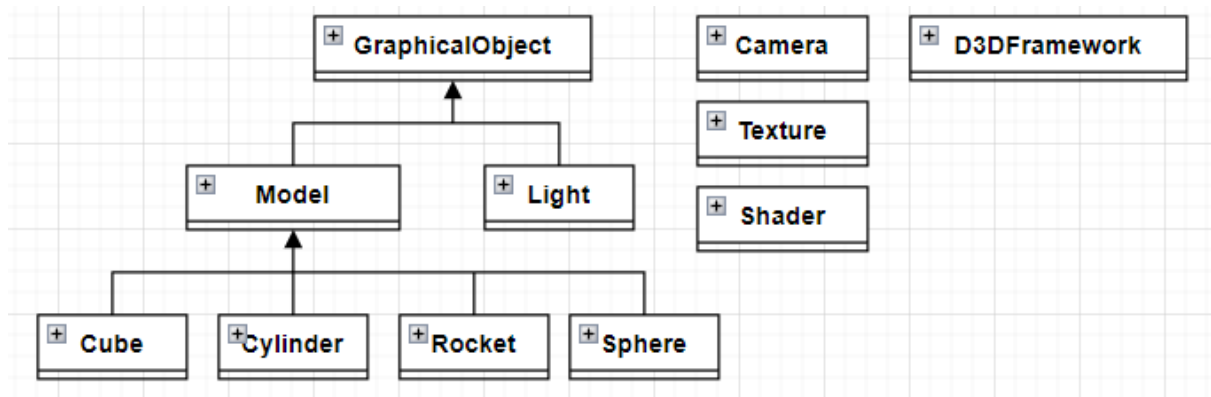 GraphicalObject
Camera
D3DFramework
Texture
Model
Light
Shader
Cube
Cylinder
Rocket
Sphere